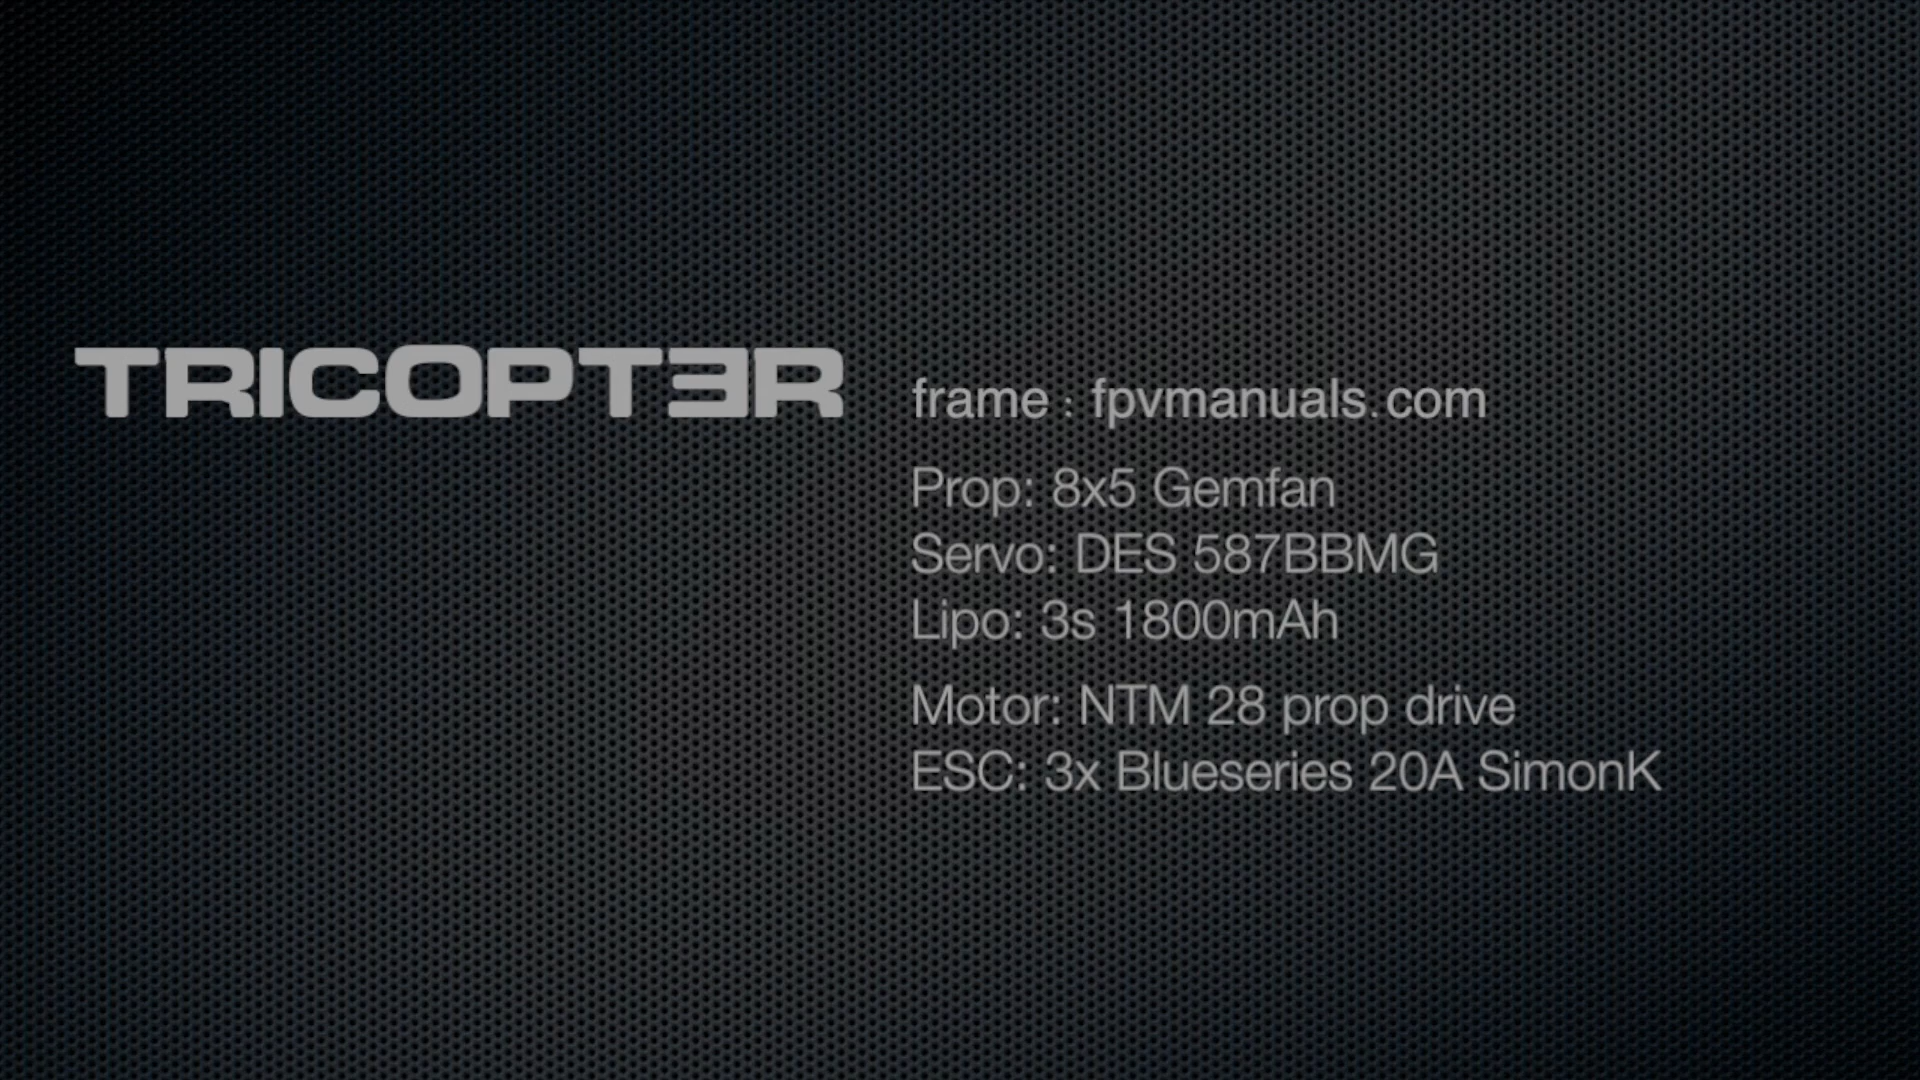 TRICOPT3R
frame : fpvmanuals.com
Prop: 8x5 Gemfan
Servo: DES 587BBMG
Lipo: 3s 1800mAh
Motor: NTM 28 prop drive
ESC: 3x Blueseries 20A SimonK